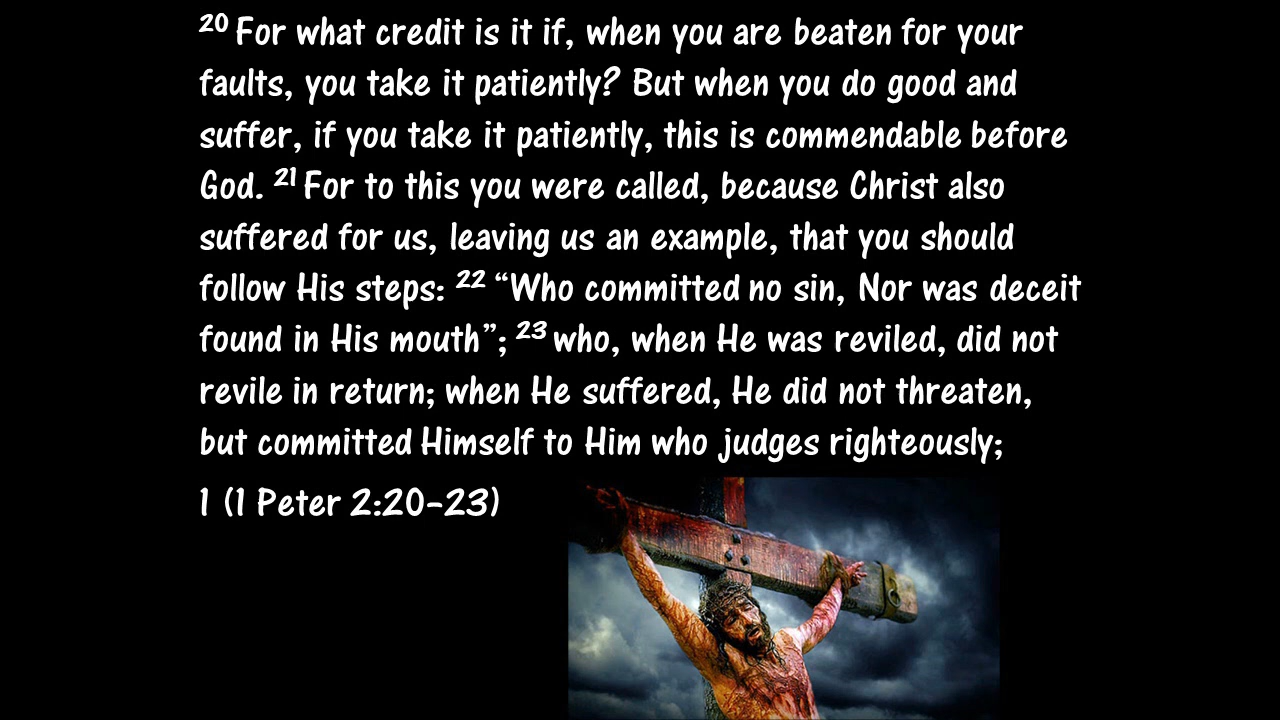 20 For what credit is it if, when you are beaten for your
faults, you take it patiently? But when you do good and
suffer, if you take it patiently, this is commendable before
God. 21 For to this you were called, because Christ also
suffered for us, leaving us an example, that you should
follow His steps: 22 “Who committed no sin, Nor was deceit
found in His mouth”; 23 who, when He was reviled, did not
revile in return; when He suffered, He did not threaten,
but committed Himself to Him who judges righteously;
1 (1 Peter 2:20–23)